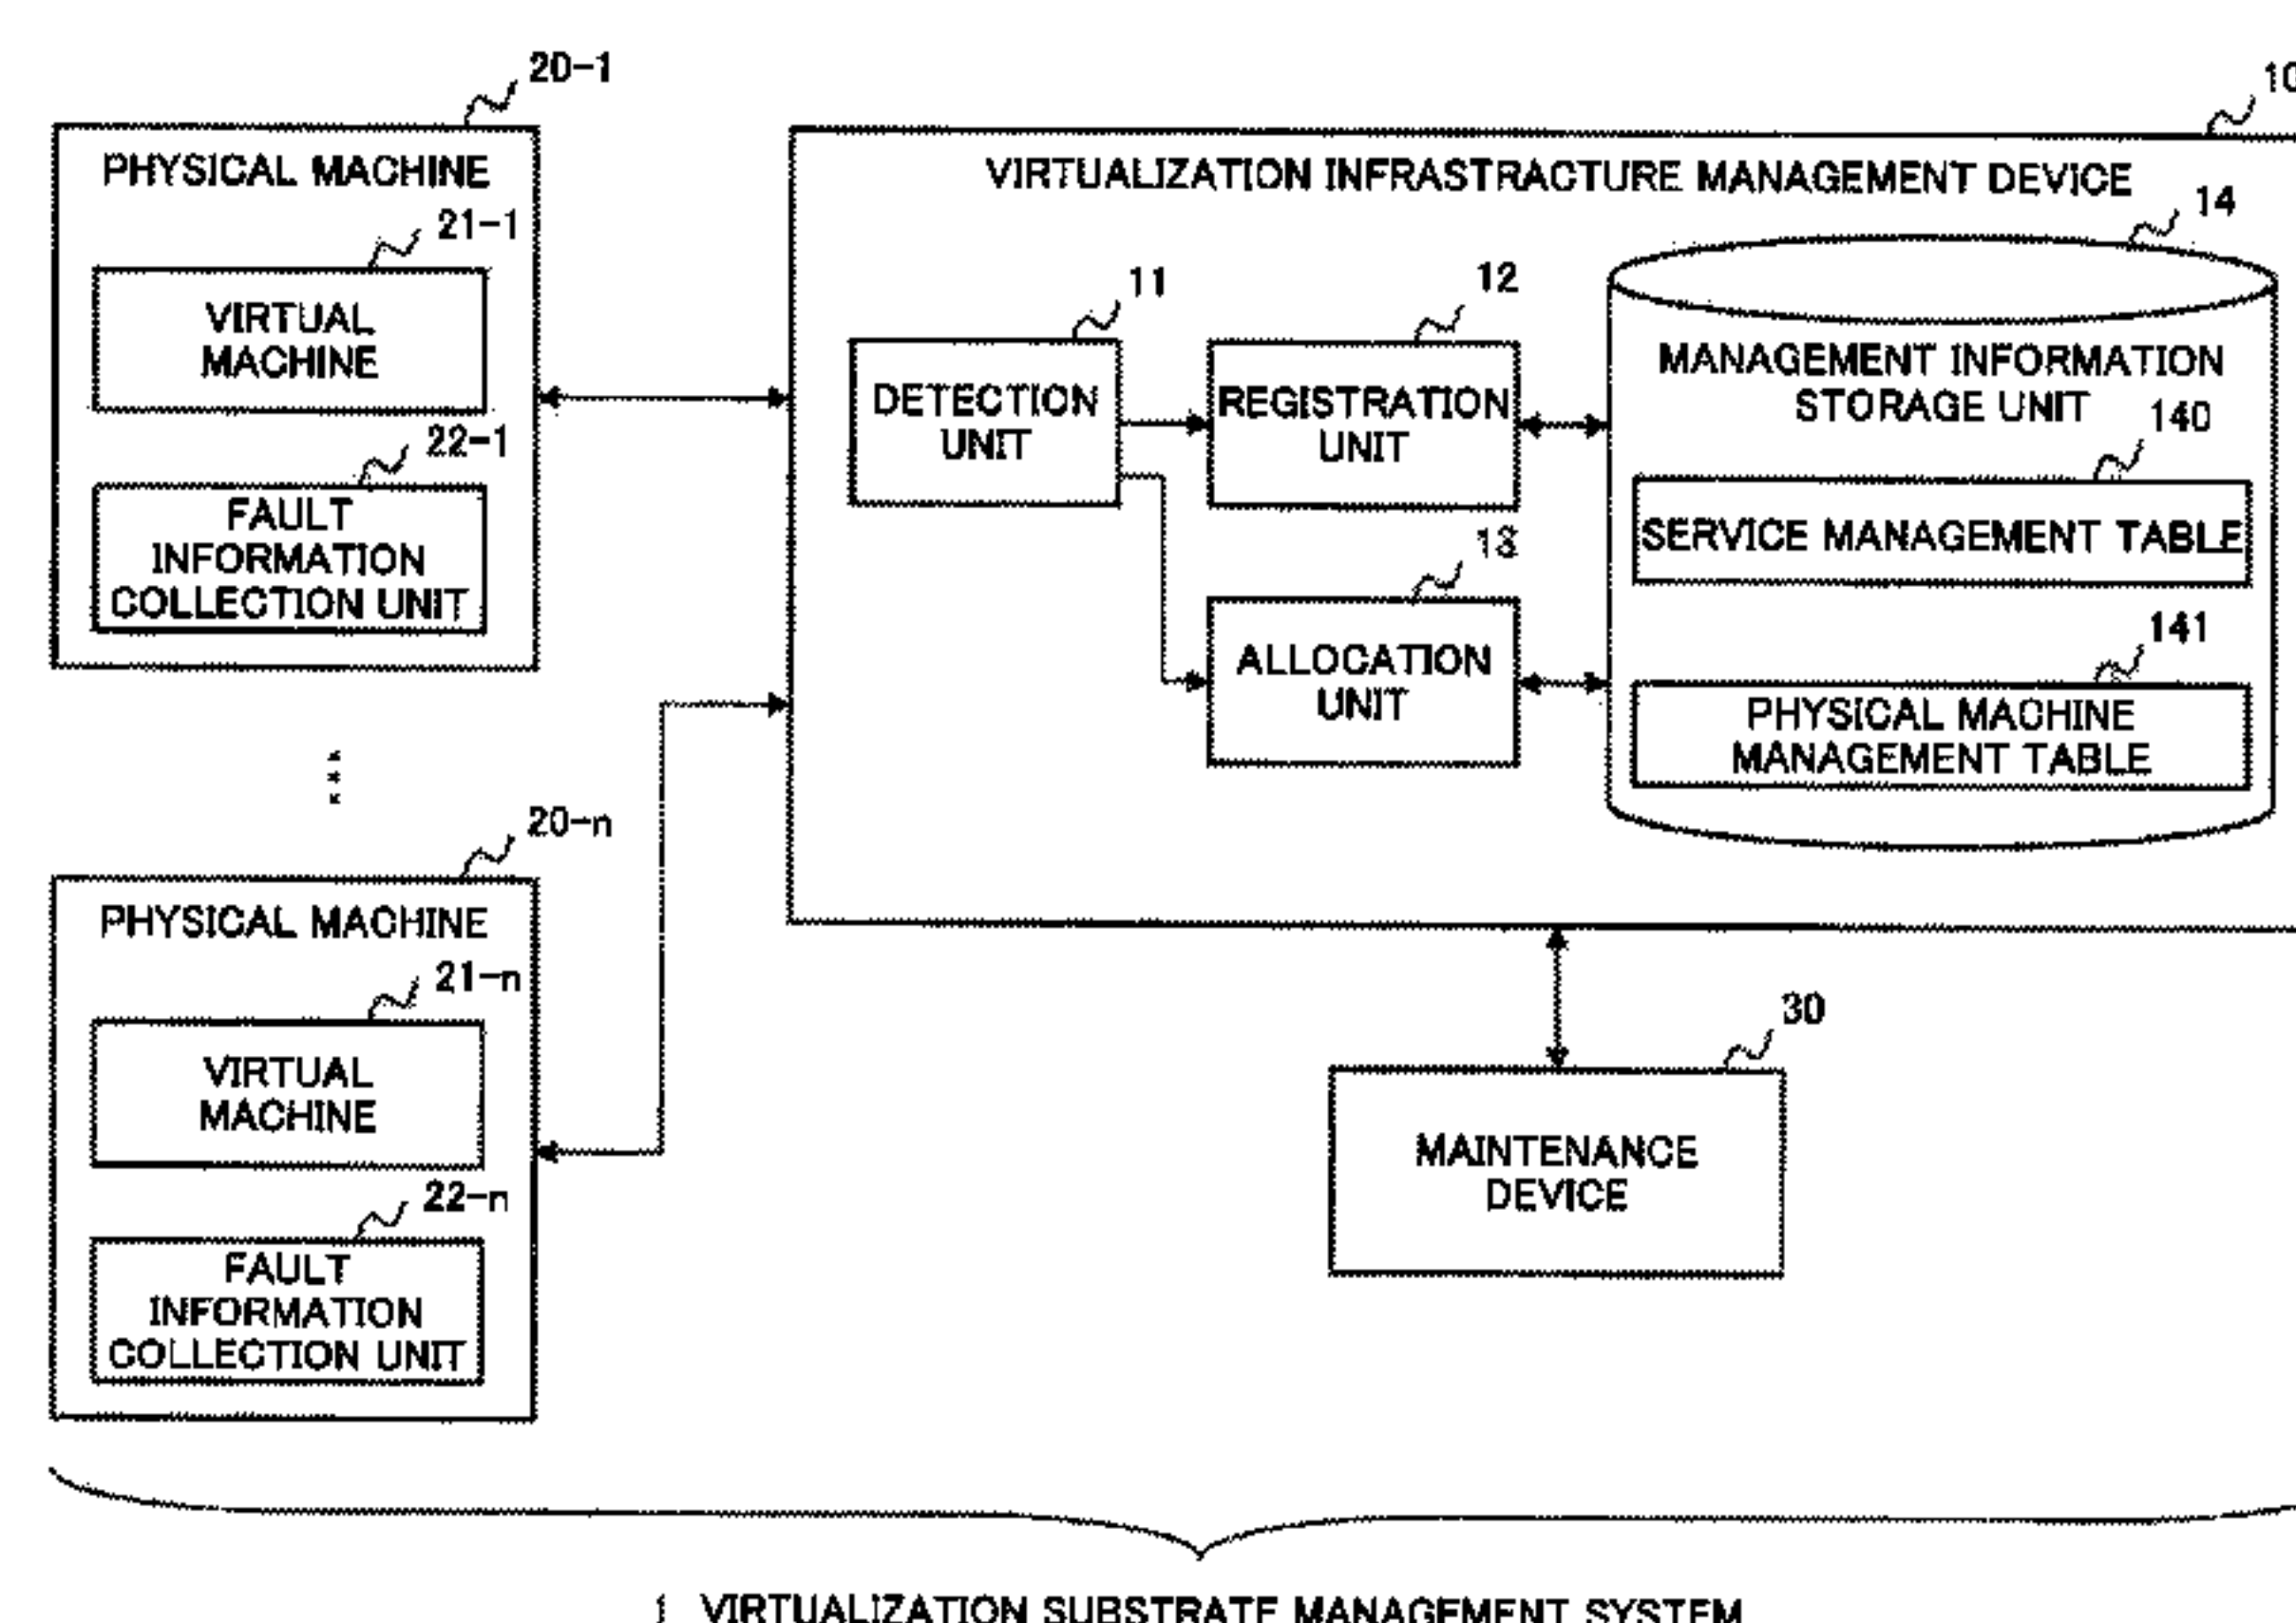 20-1
PHYSICAL MACHINE
21-1
VIRTUAL
MACHINE
22-1
FAULT
INFORMATION
COLLECTION UNIT
20-n
PHYSICAL MACHINE
21-n
VIRTUAL
MACHINE
22-n
FAULT
INFORMATION
COLLECTION UNIT
10
VIRTUALIZATION INFRASTRACTURE MANAGEMENT DEVICE
11
DETECTION
UNIT
12
REGISTRATION
UNIT
13
ALLOCATION
UNIT
14
MANAGEMENT INFORMATION
STORAGE UNIT
140
SERVICE MANAGEMENT TABLE
141
PHYSICAL MACHINE
MANAGEMENT TABLE
30
MAINTENANCE
DEVICE
1 VIRTUALIZATION SUBSTRATE MANAGEMENT SYSTEM